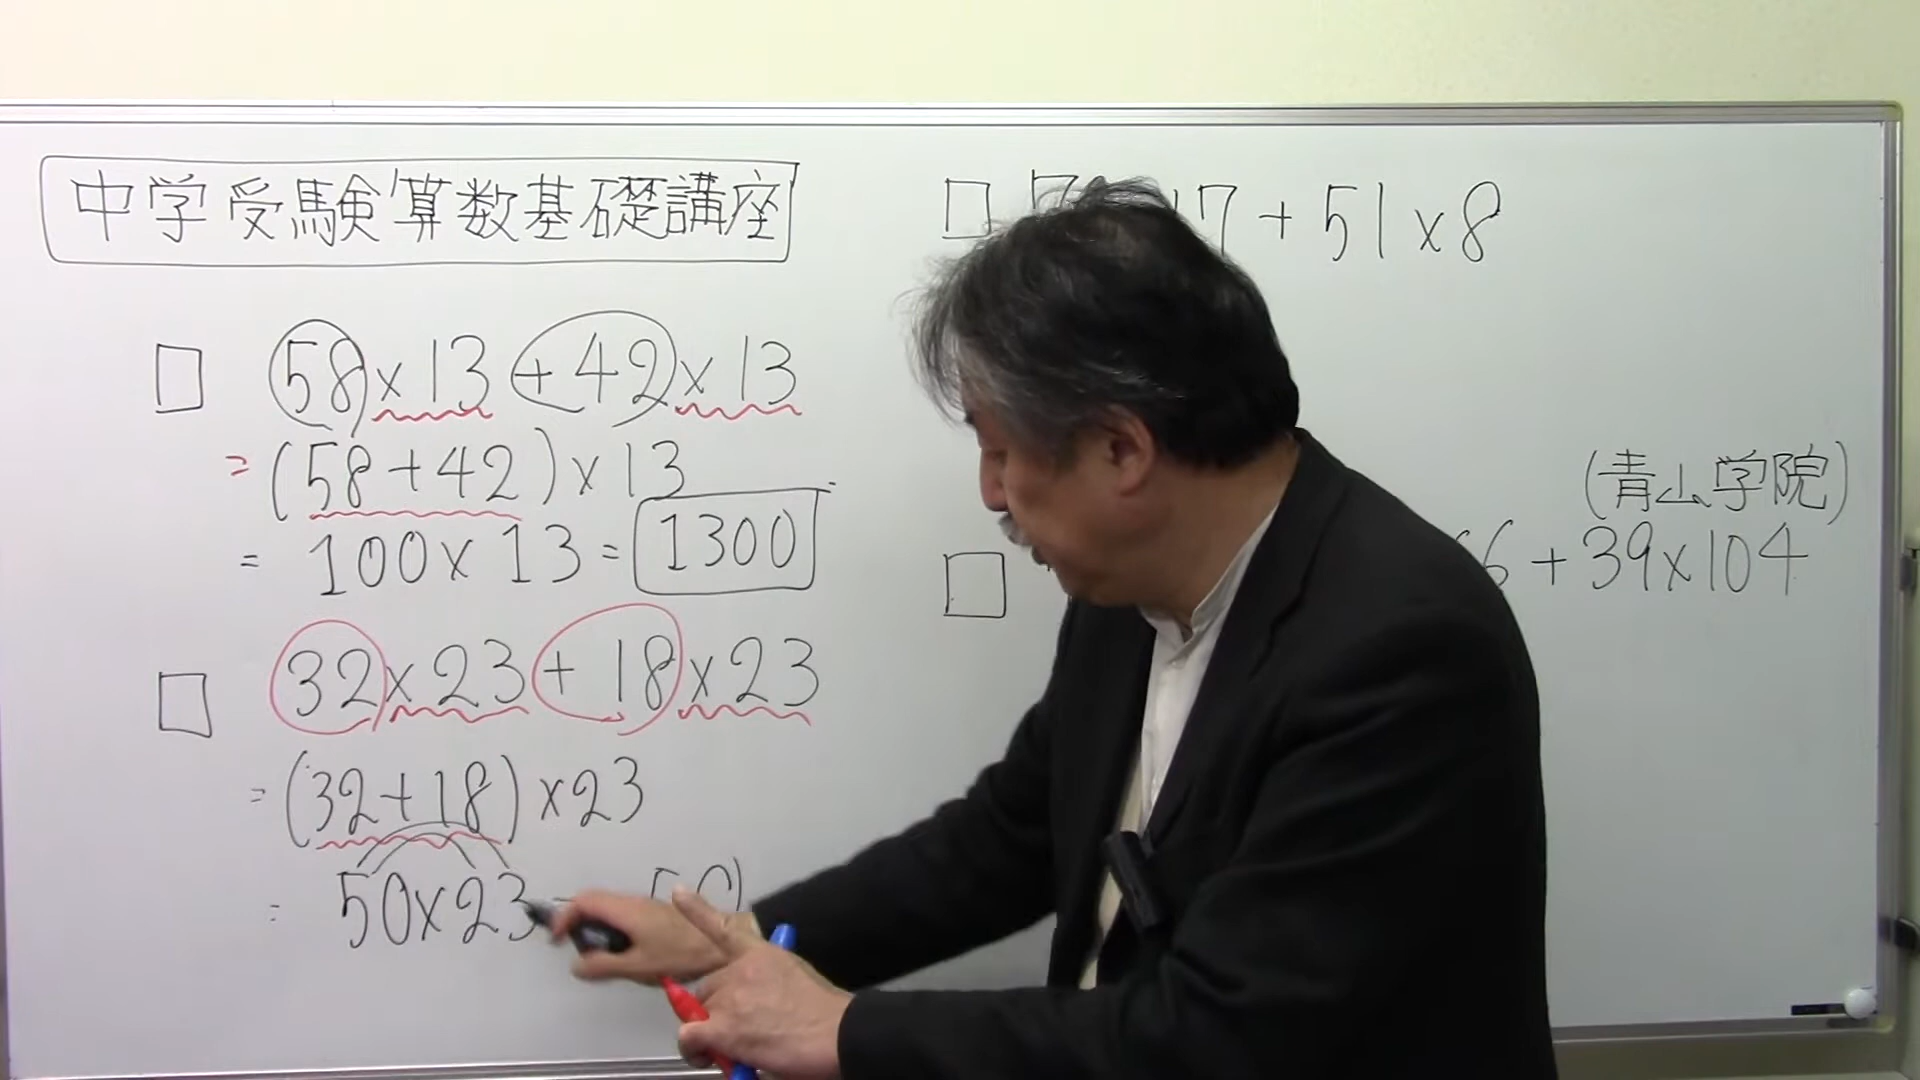 中学受験算数基礎講座
□ 58×13+42×13
=(58+42)×13
=100×13=1300
□ 32×23+18×23
=(32+18)×23
=50×23
□ 7 17+51×8
(青山学院)
□ 6+39×104